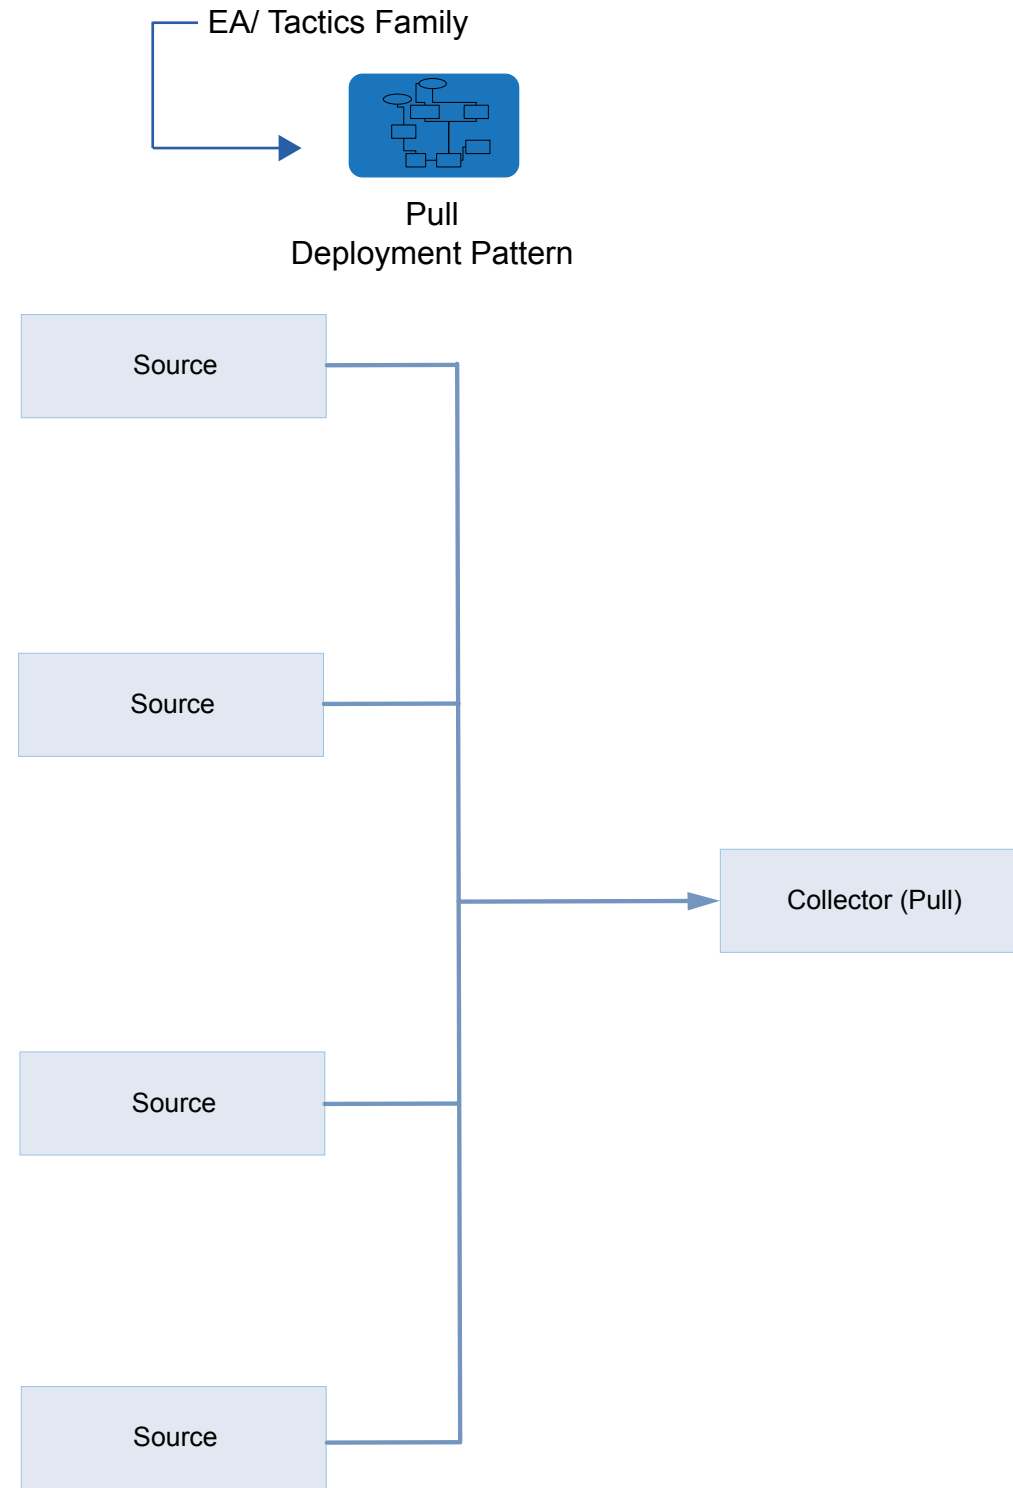 EA/ Tactics Family
Pull
Deployment Pattern
Source
Source
Collector (Pull)
Source
Source